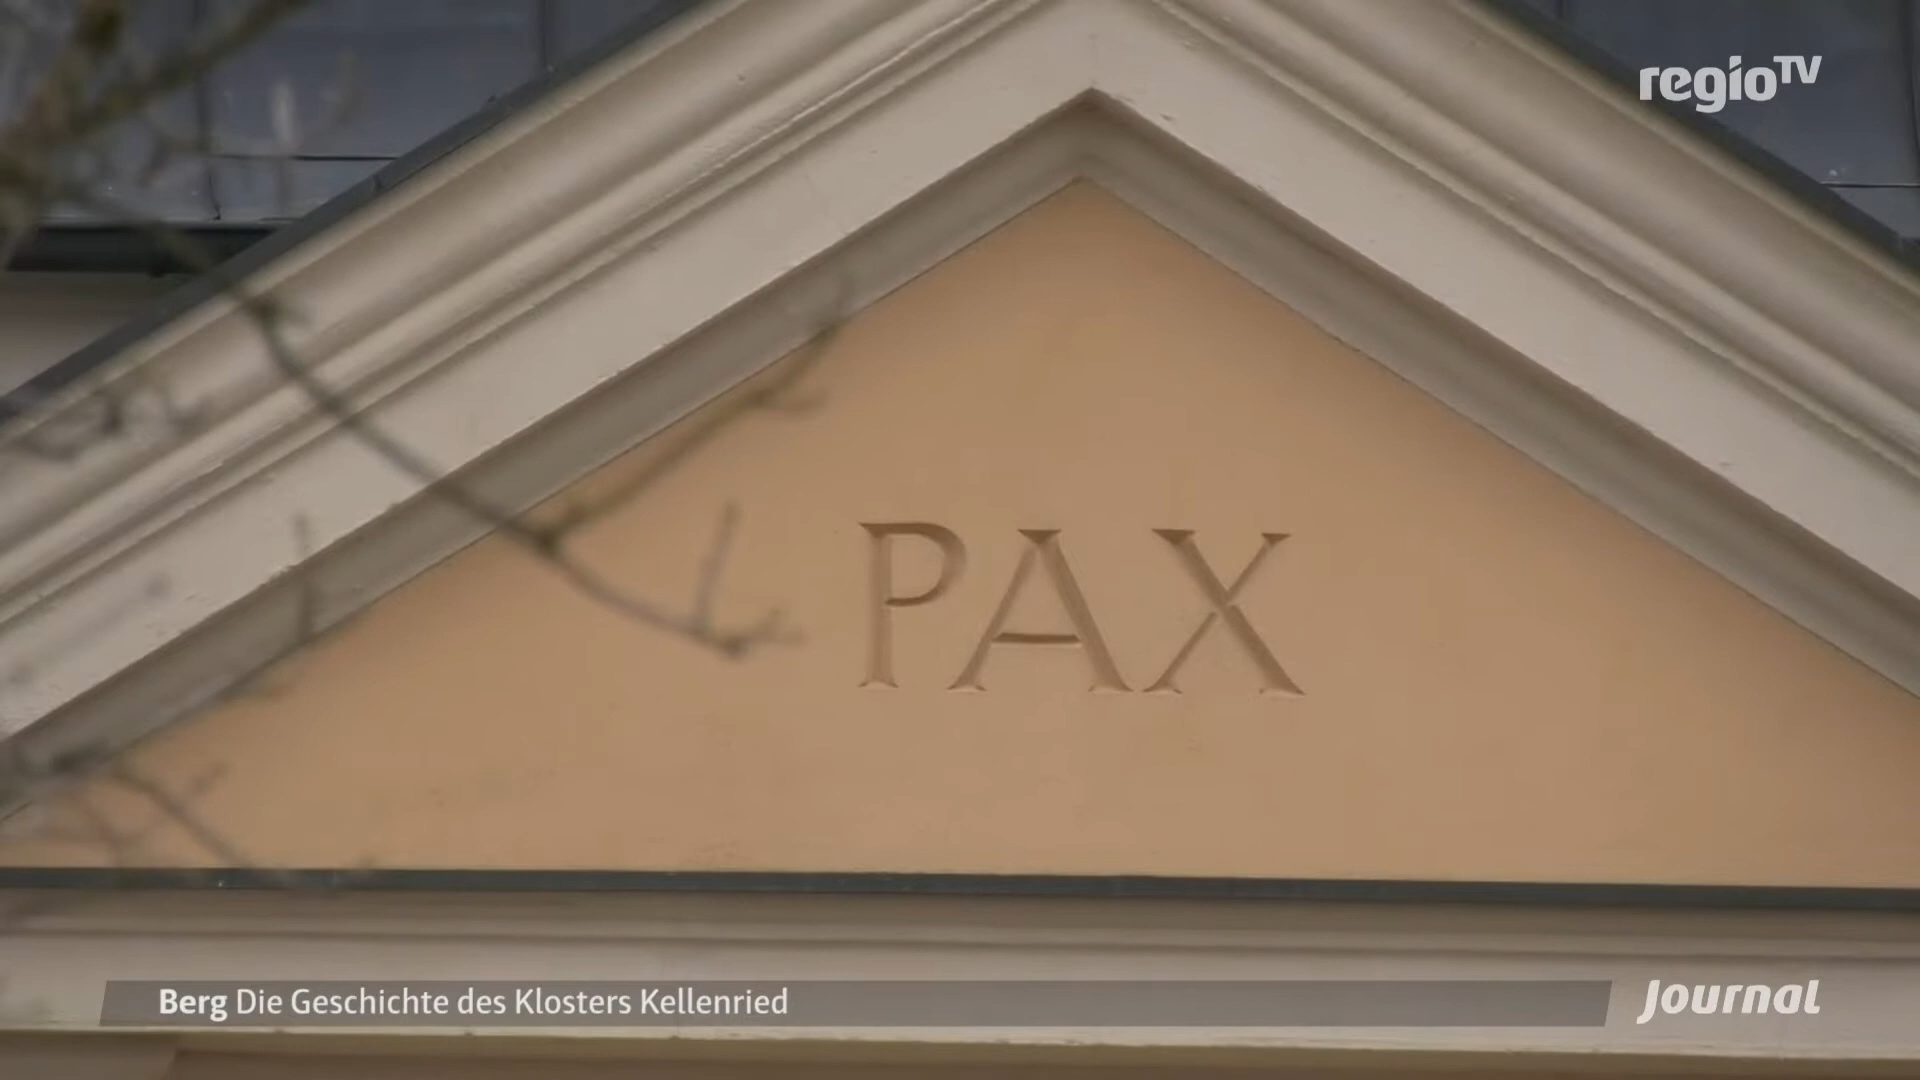 regioTV
PAX
Berg Die Geschichte des Klosters Kellenried
Journal